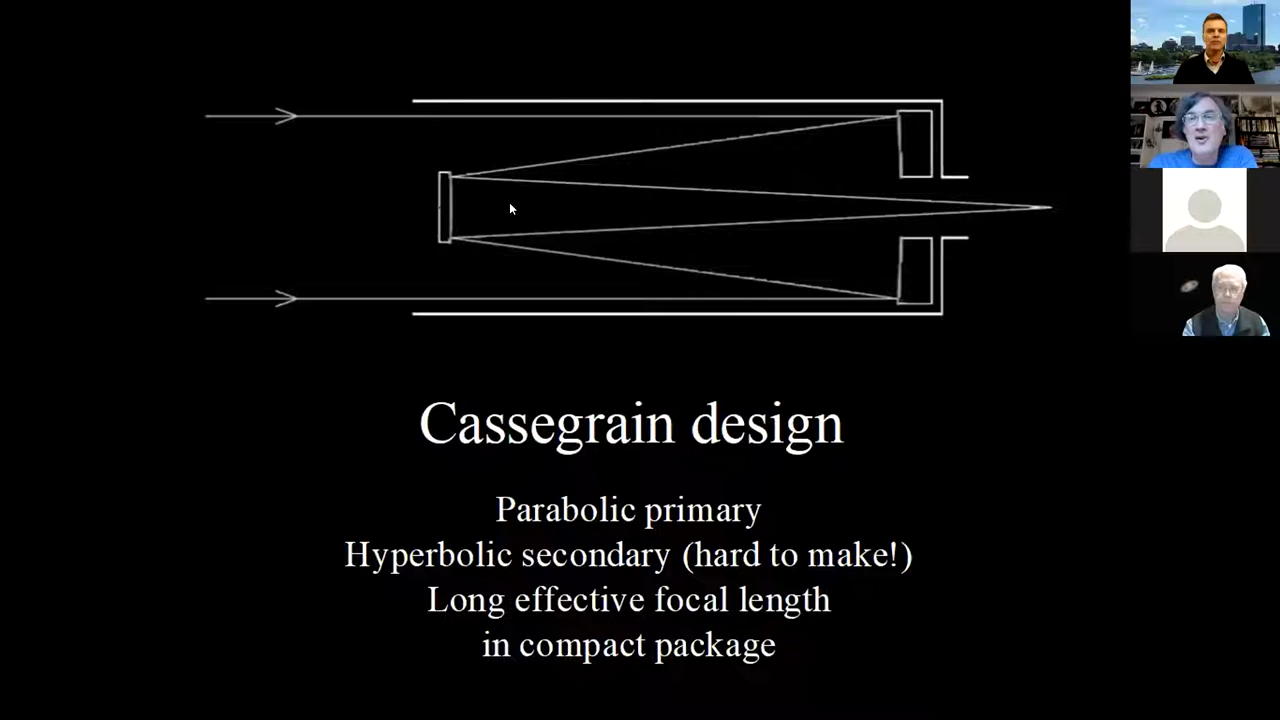 Cassegrain design
Parabolic primary
Hyperbolic secondary (hard to make!)
Long effective focal length
in compact package